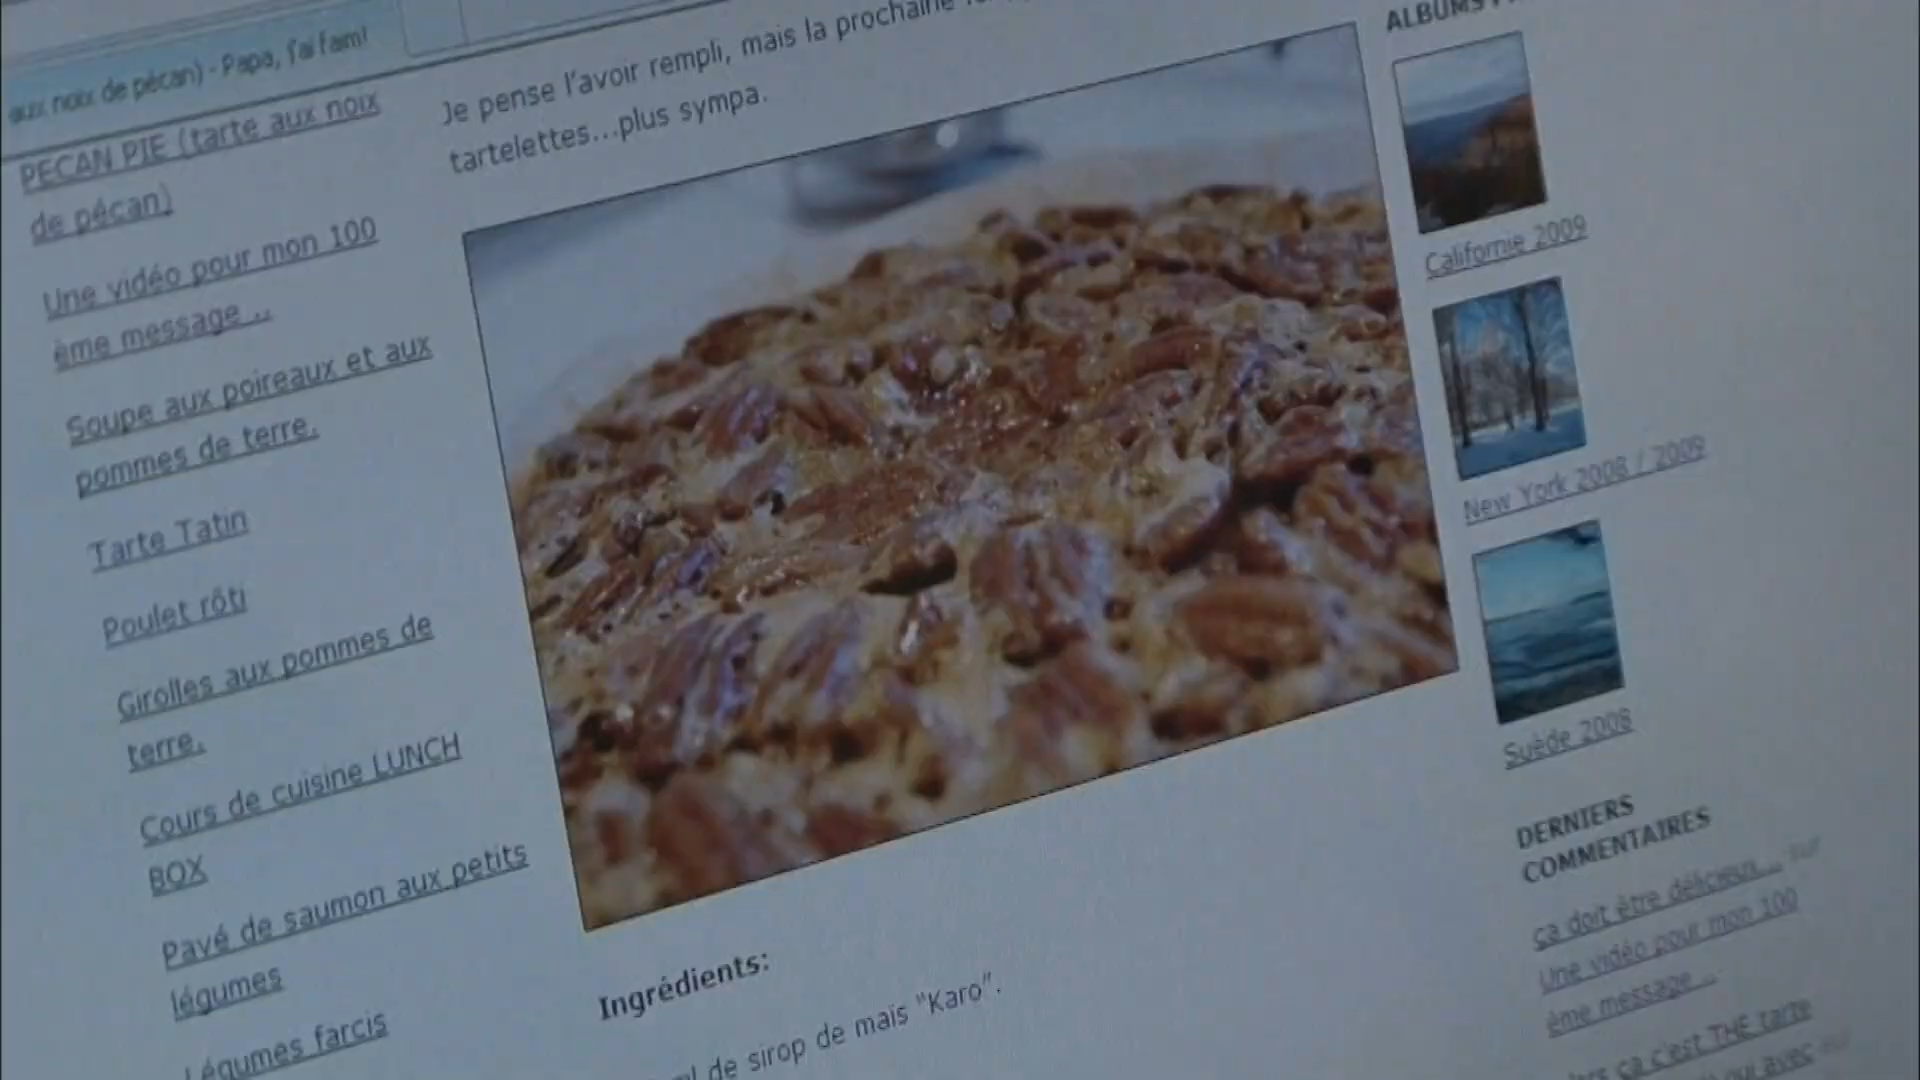 aux noix de pécan) - Papa, j'ai faim!
PECAN PIE (tarte aux noix
de pécan)
Une vidéo pour mon 100
ème message ..
Soupe aux poireaux et aux
pommes de terre.
Tarte Tatin
Poulet rôti
Girolles aux pommes de
terre.
Cours de cuisine LUNCH
BOX
Pavé de saumon aux petits
légumes
Légumes farcis
Je pense l'avoir rempli, mais la prochaine
tartelettes...plus sympa.
Ingrédients:
de sirop de mais "Karo".
ALBUMS
Californie 2009
New York 2008 / 2009
Suède 2008
DERNIERS
COMMENTAIRES
ça doit être délicieux... sur
Une vidéo pour mon 100
ème message ..
ça c'est THE tarte
qui avec